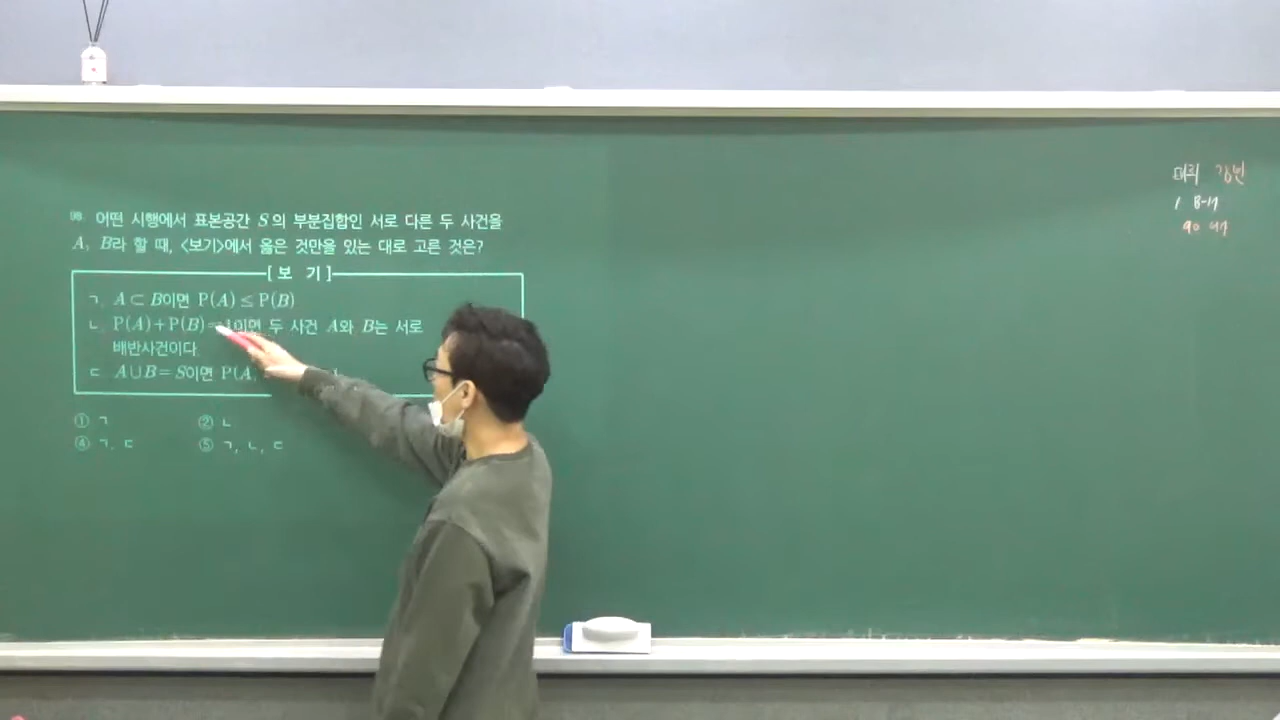 어떤 시행에서 표본공간 S의 부분집합인 서로 다른 두 사건을
A, B라 할 때, <보기>에서 옳은 것만을 있는 대로 고른 것은?
[보 기]
ㄱ. A⊂B이면 P(A)≤P(B)
ㄴ. P(A)+P(B)=1이면 두 사건 A와 B는 서로
배반사건이다.
ㄷ. A∪B=S이면 P(A
① ㄱ ② ㄴ
④ ㄱ, ㄷ ⑤ ㄱ, ㄴ, ㄷ